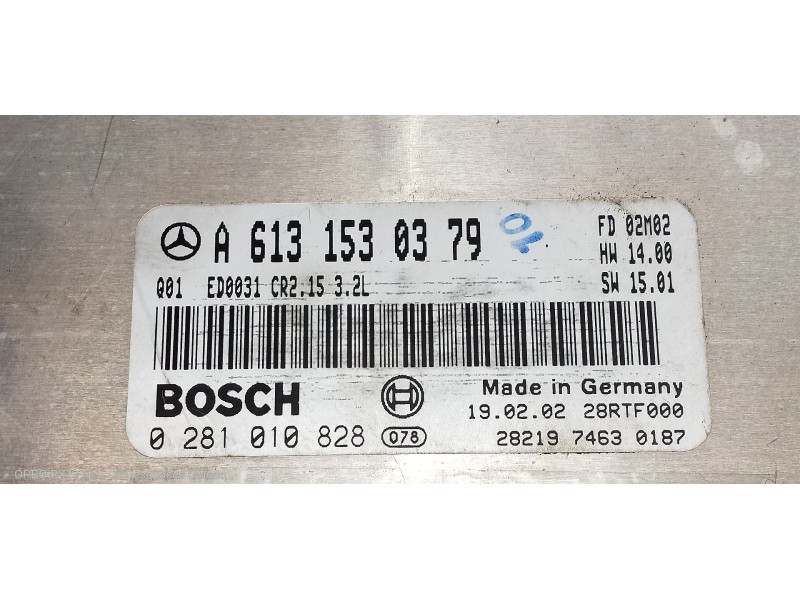 A 613 153 03 79
FD 02M02
HW 14.00
Q01 ED0031 CR2.15 3.2L
SW 15.01
BOSCH
Made in Germany
19.02.02 28RTF000
0 281 010 828 078
28219 7463 0187